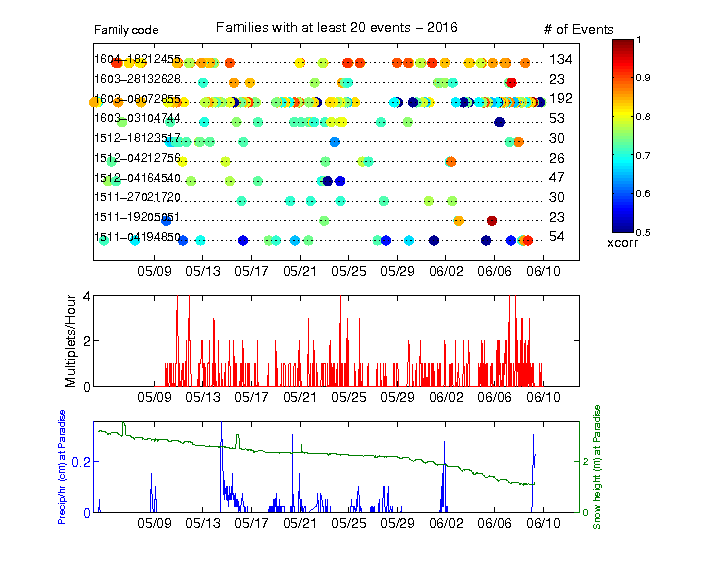 Family code
Families with at least 20 events − 2016
# of Events
1604−18212455 134
1603−28132628 23
1603−08072855 192
1603−03104744 53
1512−18123517 30
1512−04212756 26
1512−04164540 47
1511−27021720 30
1511−19205051 23
1511−04194850 54
05/09 05/13 05/17 05/21 05/25 05/29 06/02 06/06 06/10
1
0.9
0.8
0.7
0.6
0.5
xcorr
Multiplets/Hour
4
2
0
05/09 05/13 05/17 05/21 05/25 05/29 06/02 06/06 06/10
Precip/hr (cm) at Paradise
0.2
0
2
0
Snow height (m) at Paradise
05/09 05/13 05/17 05/21 05/25 05/29 06/02 06/06 06/10